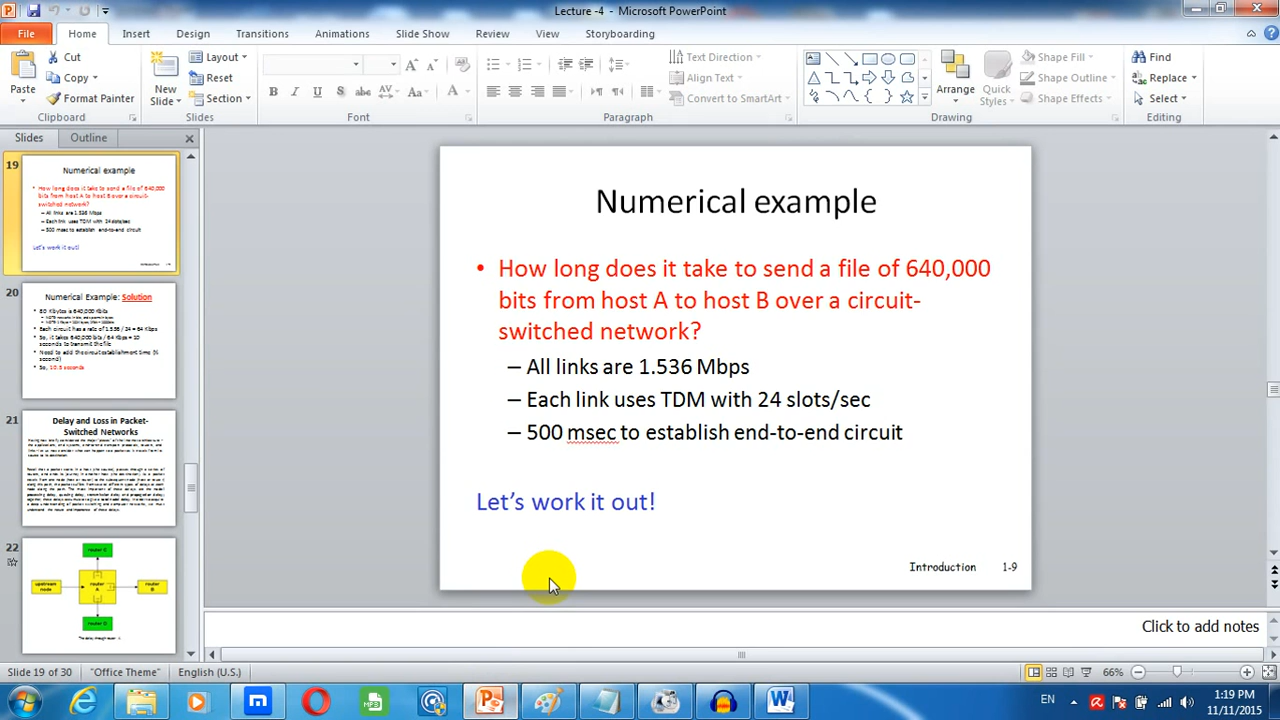 Lecture -4 - Microsoft PowerPoint
File Home Insert Design Transitions Animations Slide Show Review View Storyboarding
Paste
Cut
Copy
Format Painter
Clipboard
New Slide
Layout
Reset
Section
Slides
Font
Text Direction
Align Text
Convert to SmartArt
Paragraph
Arrange
Quick Styles
Shape Fill
Shape Outline
Shape Effects
Drawing
Find
Replace
Select
Editing
Slides Outline
19
Numerical example
How long does it take to send a file of 640,000
bits from host A to host B over a circuit-
switched network?
– All links are 1.536 Mbps
– Each link uses TDM with 24 slots/sec
– 500 msec to establish end-to-end circuit
Let's work it out!
20
Numerical Example: Solution
Each circuit has a rate of 1.536 / 24 = 64 Kbps
So, it takes 640,000 bits / 64 Kbps = 10
seconds to transmit the file
Need to add the circuit establishment time (½
second)
So, 10.5 seconds
21
Delay and Loss in Packet-
Switched Networks
22
router C
upstream
node
router
A
router
B
router D
Numerical example
• How long does it take to send a file of 640,000
bits from host A to host B over a circuit-
switched network?
– All links are 1.536 Mbps
– Each link uses TDM with 24 slots/sec
– 500 msec to establish end-to-end circuit
Let’s work it out!
Introduction 1-9
Click to add notes
Slide 19 of 30 "Office Theme" English (U.S.) 66%
EN
1:19 PM
11/11/2015